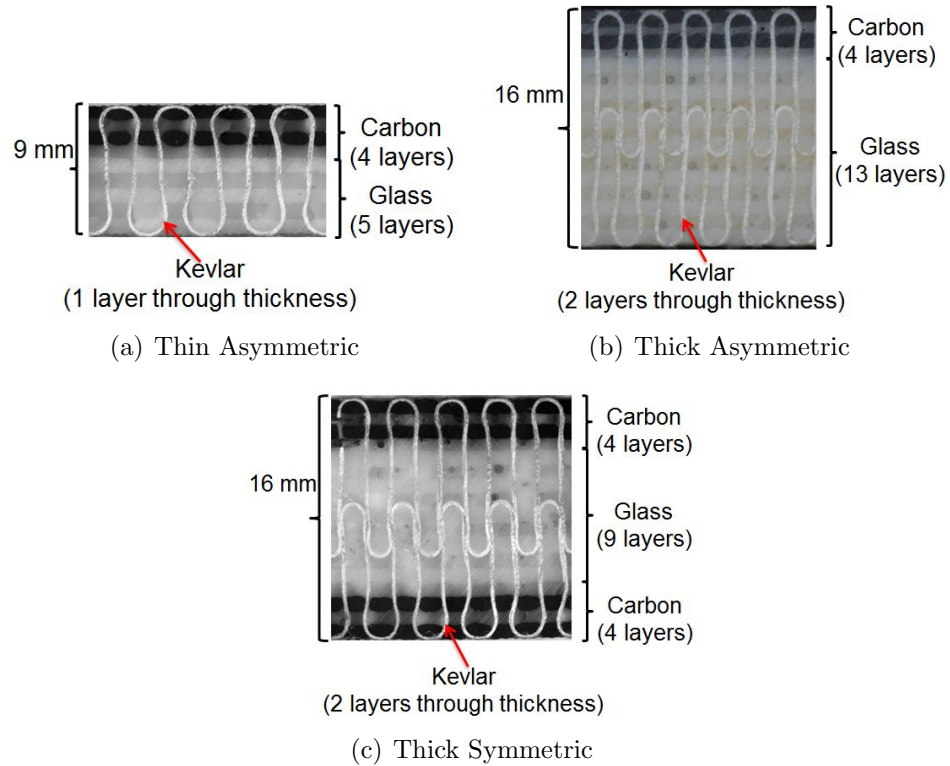 9 mm
Carbon
(4 layers)
Glass
(5 layers)
Kevlar
(1 layer through thickness)
(a) Thin Asymmetric
16 mm
Carbon
(4 layers)
Glass
(13 layers)
Kevlar
(2 layers through thickness)
(b) Thick Asymmetric
16 mm
Carbon
(4 layers)
Glass
(9 layers)
Carbon
(4 layers)
Kevlar
(2 layers through thickness)
(c) Thick Symmetric